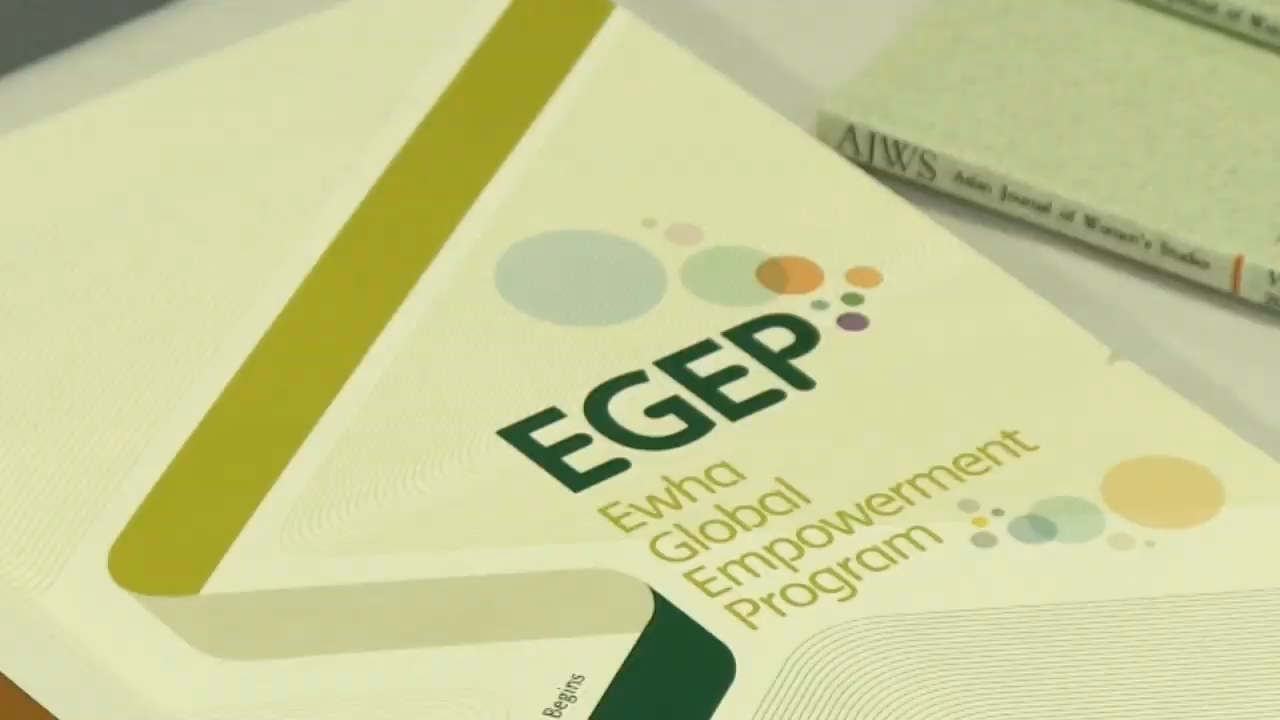 AJWS Asian Journal of Women's Studies
EGEP
Ewha
Global
Empowerment
Program
Begins